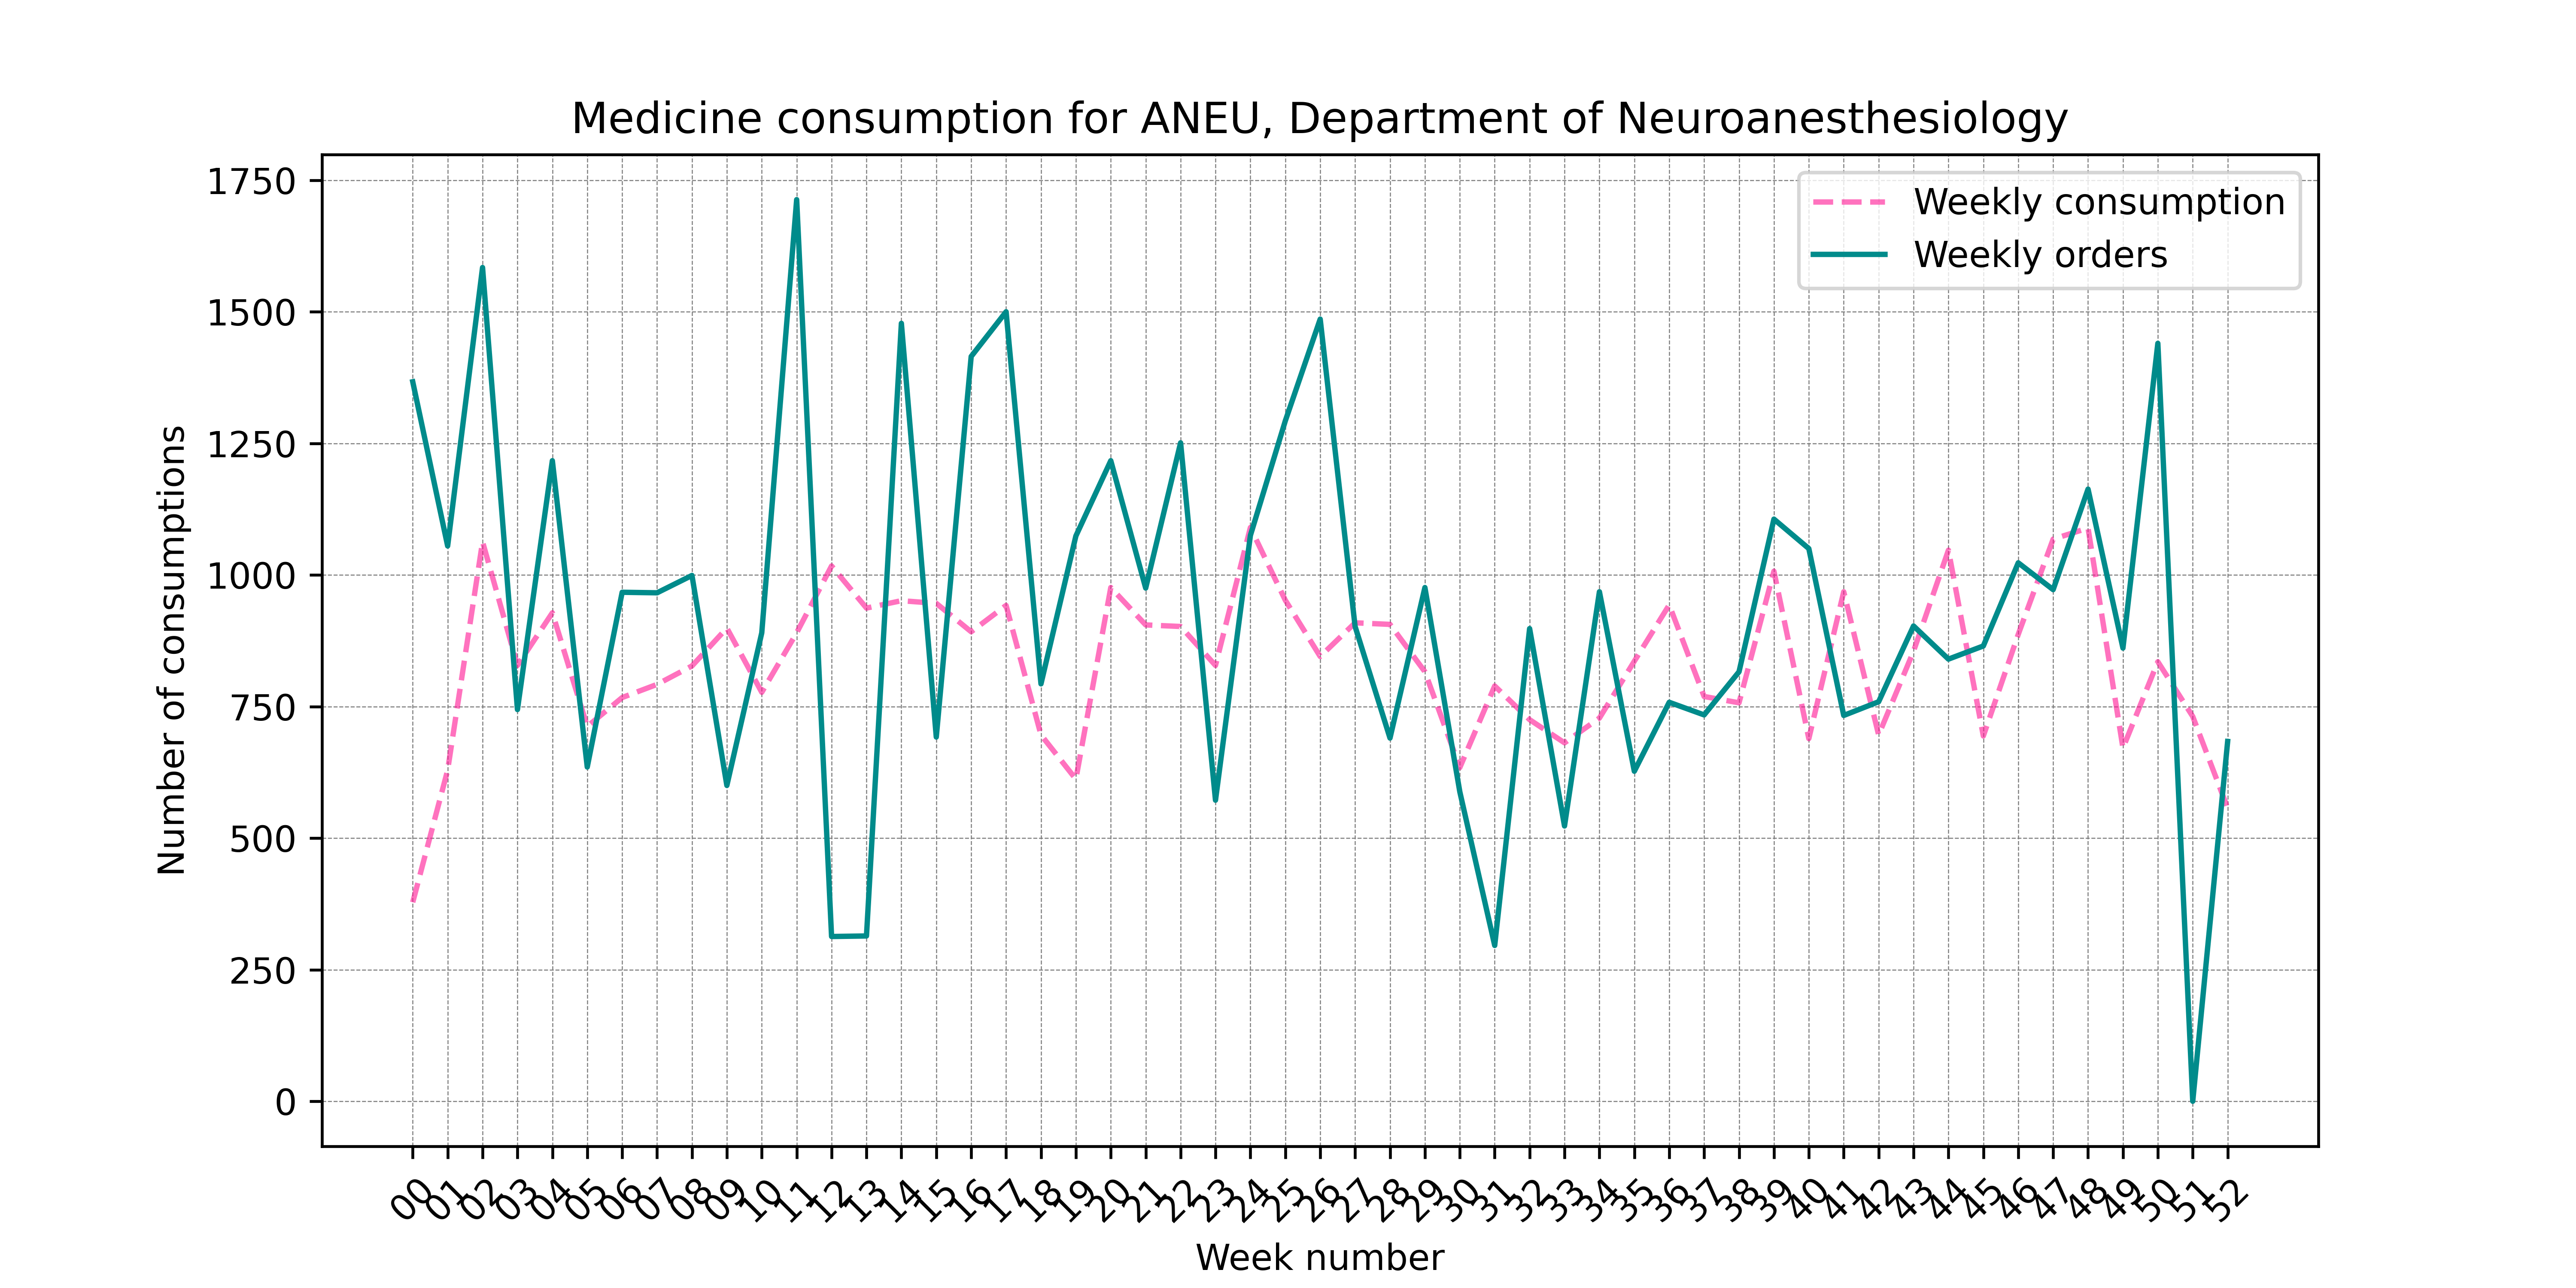 Medicine consumption for ANEU, Department of Neuroanesthesiology
Number of consumptions
1750
1500
1250
1000
750
500
250
0
Weekly consumption
Weekly orders
00 01 02 03 04 05 06 07 08 09 10 11 12 13 14 15 16 17 18 19 20 21 22 23 24 25 26 27 28 29 30 31 32 33 34 35 36 37 38 39 40 41 42 43 44 45 46 47 48 49 50 51 52
Week number